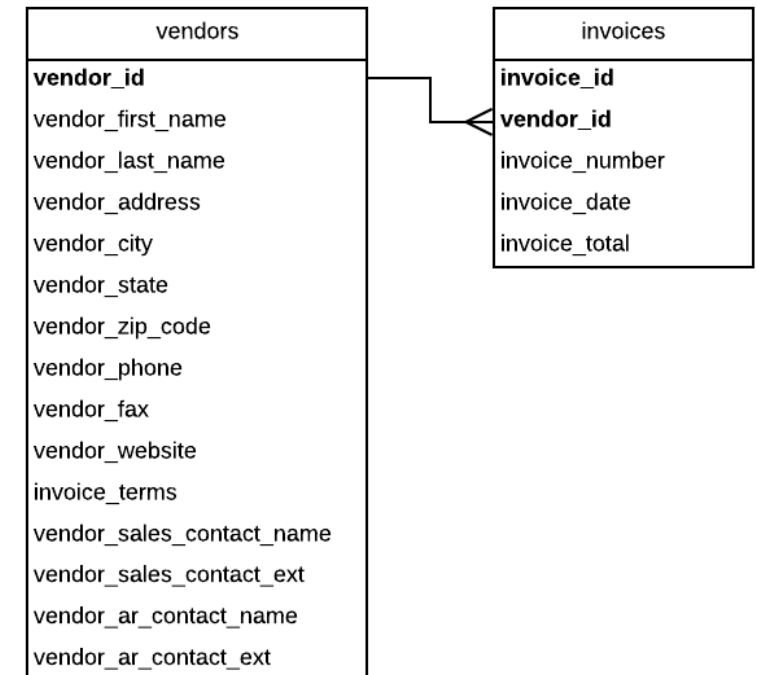 vendors
vendor_id
vendor_first_name
vendor_last_name
vendor_address
vendor_city
vendor_state
vendor_zip_code
vendor_phone
vendor_fax
vendor_website
invoice_terms
vendor_sales_contact_name
vendor_sales_contact_ext
vendor_ar_contact_name
vendor_ar_contact_ext
invoices
invoice_id
vendor_id
invoice_number
invoice_date
invoice_total